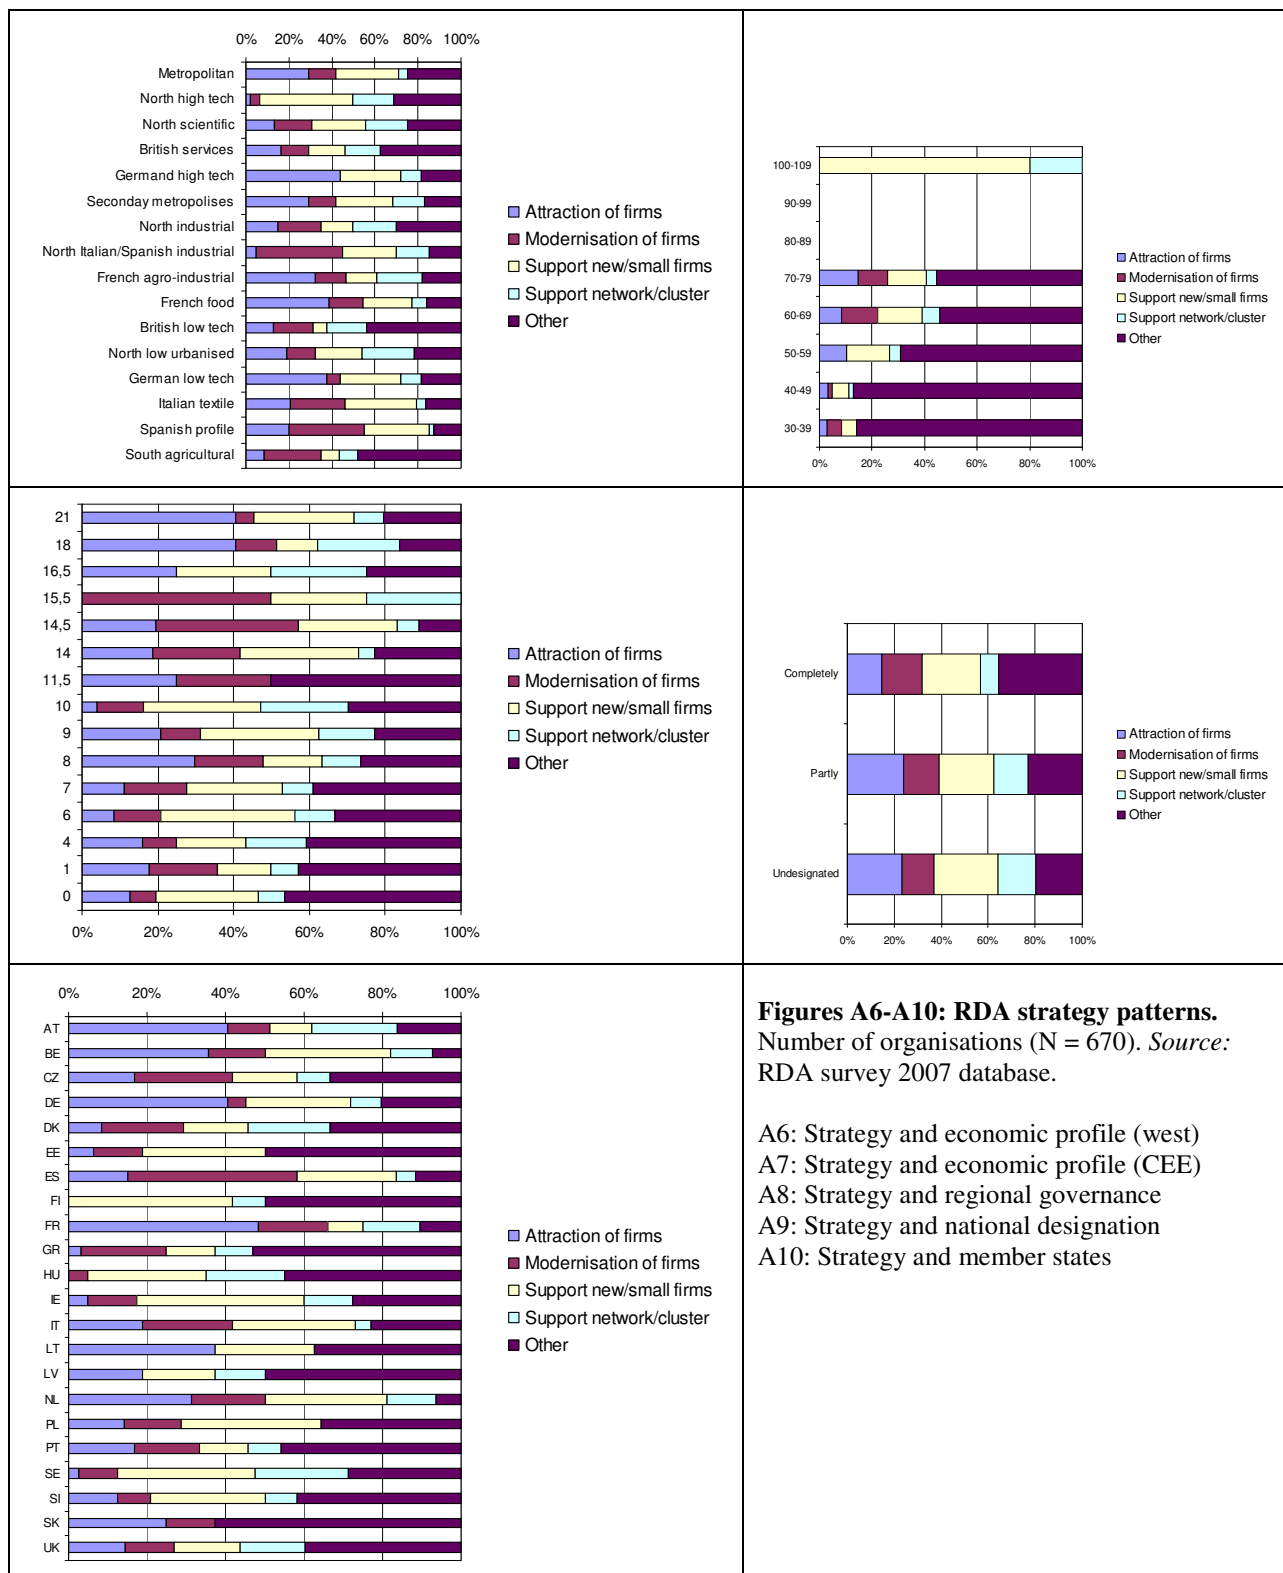 0% 20% 40% 60% 80% 100%
Metropolitan
North high tech
North scientific
British services
Germand high tech
Seconday metropolises
North industrial
North Italian/Spanish industrial
French agro-industrial
French food
British low tech
North low urbanised
German low tech
Italian textile
Spanish profile
South agricultural
Attraction of firms
Modernisation of firms
Support new/small firms
Support network/cluster
Other
100-109
90-99
80-89
70-79
60-69
50-59
40-49
30-39
0% 20% 40% 60% 80% 100%
Attraction of firms
Modernisation of firms
Support new/small firms
Support network/cluster
Other
21
18
16,5
15,5
14,5
14
11,5
10
9
8
7
6
4
1
0
0% 20% 40% 60% 80% 100%
Attraction of firms
Modernisation of firms
Support new/small firms
Support network/cluster
Other
Completely
Partly
Undesignated
0% 20% 40% 60% 80% 100%
Attraction of firms
Modernisation of firms
Support new/small firms
Support network/cluster
Other
0% 20% 40% 60% 80% 100%
AT
BE
CZ
DE
DK
EE
ES
FI
FR
GR
HU
IE
IT
LT
LV
NL
PL
PT
SE
SI
SK
UK
Attraction of firms
Modernisation of firms
Support new/small firms
Support network/cluster
Other
Figures A6-A10: RDA strategy patterns.
Number of organisations (N = 670). Source:
RDA survey 2007 database.
A6: Strategy and economic profile (west)
A7: Strategy and economic profile (CEE)
A8: Strategy and regional governance
A9: Strategy and national designation
A10: Strategy and member states